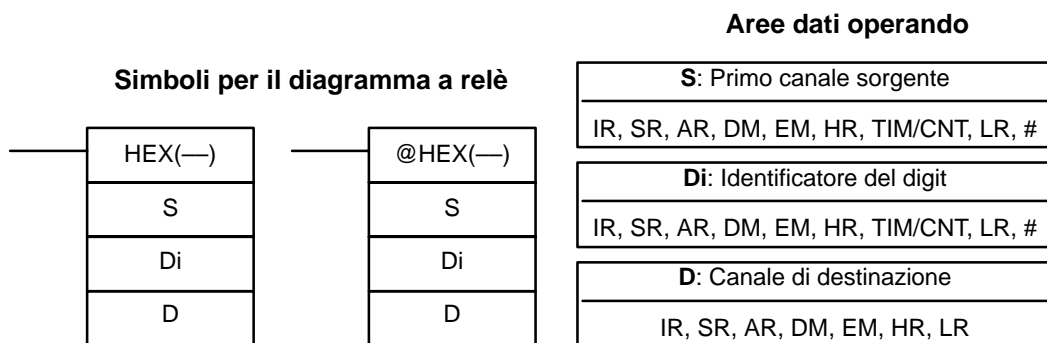 Aree dati operando
Simboli per il diagramma a relè
HEX(—)
S
Di
D
@HEX(—)
S
Di
D
S: Primo canale sorgente
IR, SR, AR, DM, EM, HR, TIM/CNT, LR, #
Di: Identificatore del digit
IR, SR, AR, DM, EM, HR, TIM/CNT, LR, #
D: Canale di destinazione
IR, SR, AR, DM, EM, HR, LR